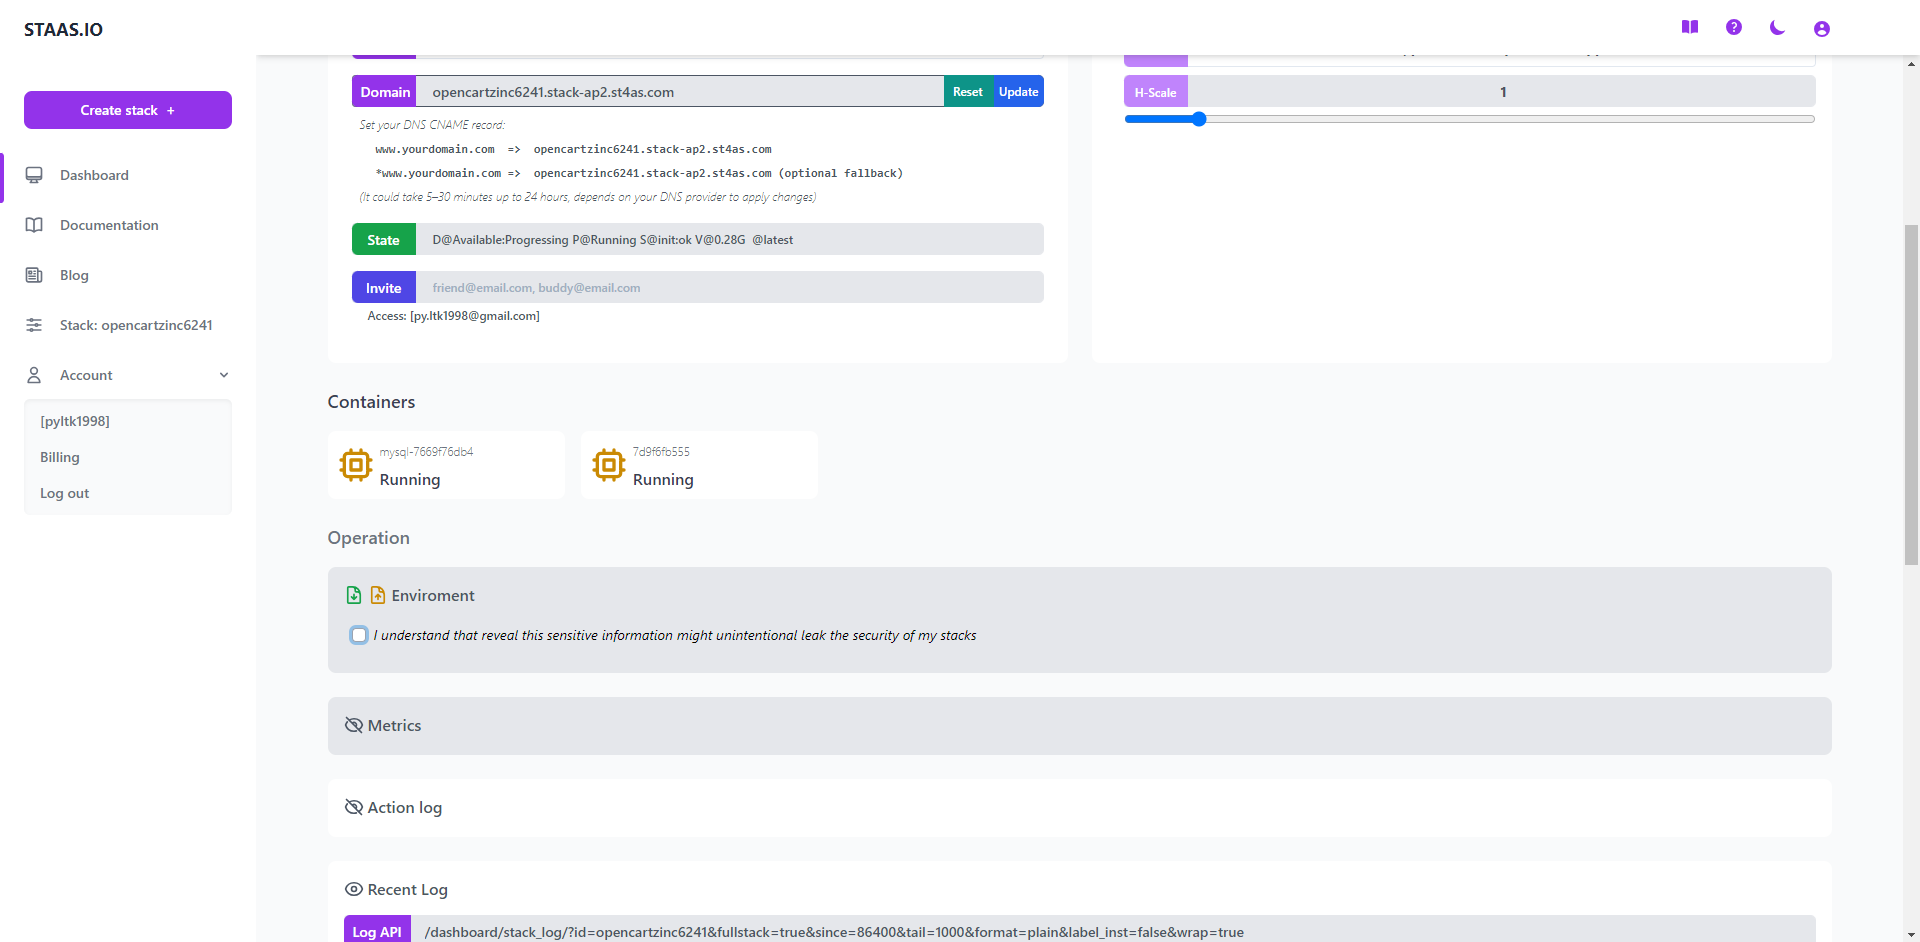 STAAS.IO
Create stack +
Dashboard
Documentation
Blog
Stack: opencartzinc6241
Account
[pyltk1998]
Billing
Log out
Domain opencartzinc6241.stack-ap2.st4as.com Reset Update
Set your DNS CNAME record:
www.yourdomain.com => opencartzinc6241.stack-ap2.st4as.com
*www.yourdomain.com => opencartzinc6241.stack-ap2.st4as.com (optional fallback)
(It could take 5–30 minutes up to 24 hours, depends on your DNS provider to apply changes)
State D@Available:Progressing P@Running S@init:ok V@0.28G @latest
Invite friend@email.com, buddy@email.com
Access: [py.ltk1998@gmail.com]
H-Scale 1
Containers
mysql-7669f76db4
Running
7d9f6fb555
Running
Operation
Enviroment
I understand that reveal this sensitive information might unintentional leak the security of my stacks
Metrics
Action log
Recent Log
Log API /dashboard/stack_log/?id=opencartzinc6241&fullstack=true&since=86400&tail=1000&format=plain&label_inst=false&wrap=true